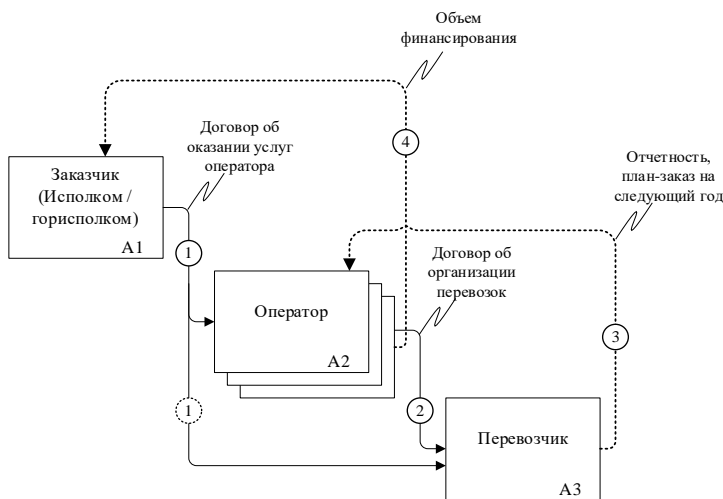 Объем
финансирования
Договор об
оказании услуг
оператора
4
Отчетность,
план-заказ на
следующий год
Заказчик
(Исполком /
горисполком)
А1
1
Договор об
организации
перевозок
Оператор
А2
3
1
2
Перевозчик
А3